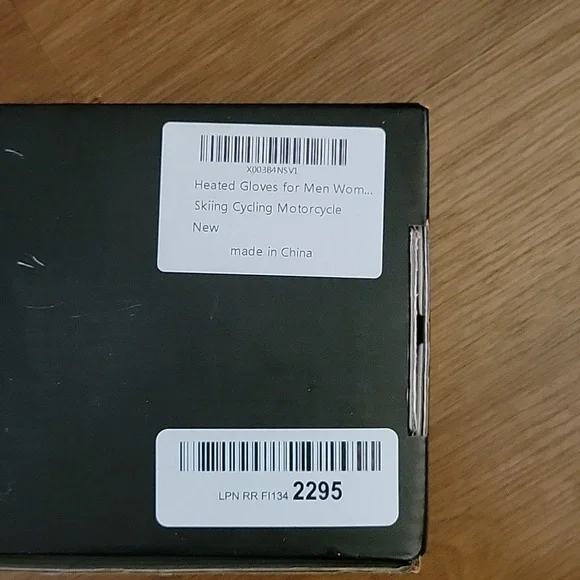 X003B4NSV1
Heated Gloves for Men Wom...
Skiing Cycling Motorcycle
New
made in China
LPN RR FI134 2295